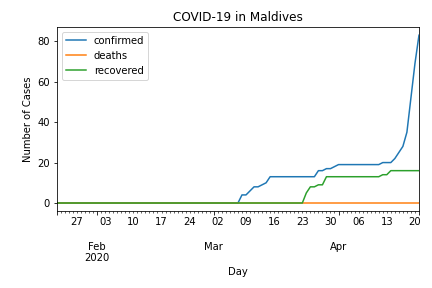 COVID-19 in Maldives
confirmed
deaths
recovered
Number of Cases
80
60
40
20
0
27 03 10 17 24 02 09 16 23 30 06 13 20
Feb Mar Apr
2020
Day